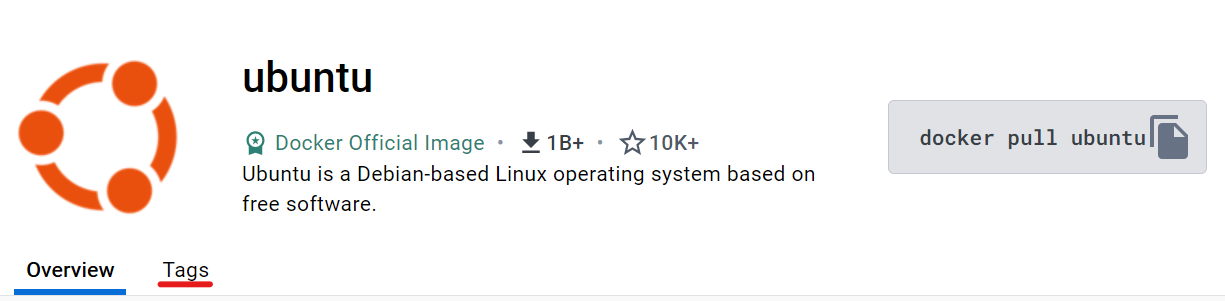 ubuntu
Docker Official Image • 1B+ • 10K+
Ubuntu is a Debian-based Linux operating system based on
free software.
docker pull ubuntu
Overview Tags